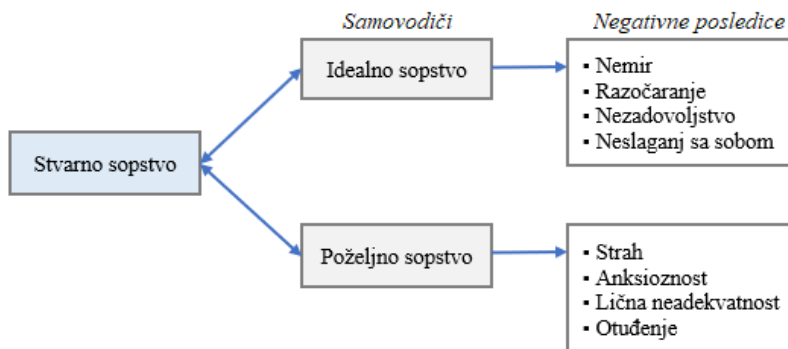 Samovodiči
Negativne posledice
Idealno sopstvo
▪ Nemir
▪ Razočaranje
▪ Nezadovoljstvo
▪ Neslaganj sa sobom
Stvarno sopstvo
Poželjno sopstvo
▪ Strah
▪ Anksioznost
▪ Lična neadekvatnost
▪ Otuđenje